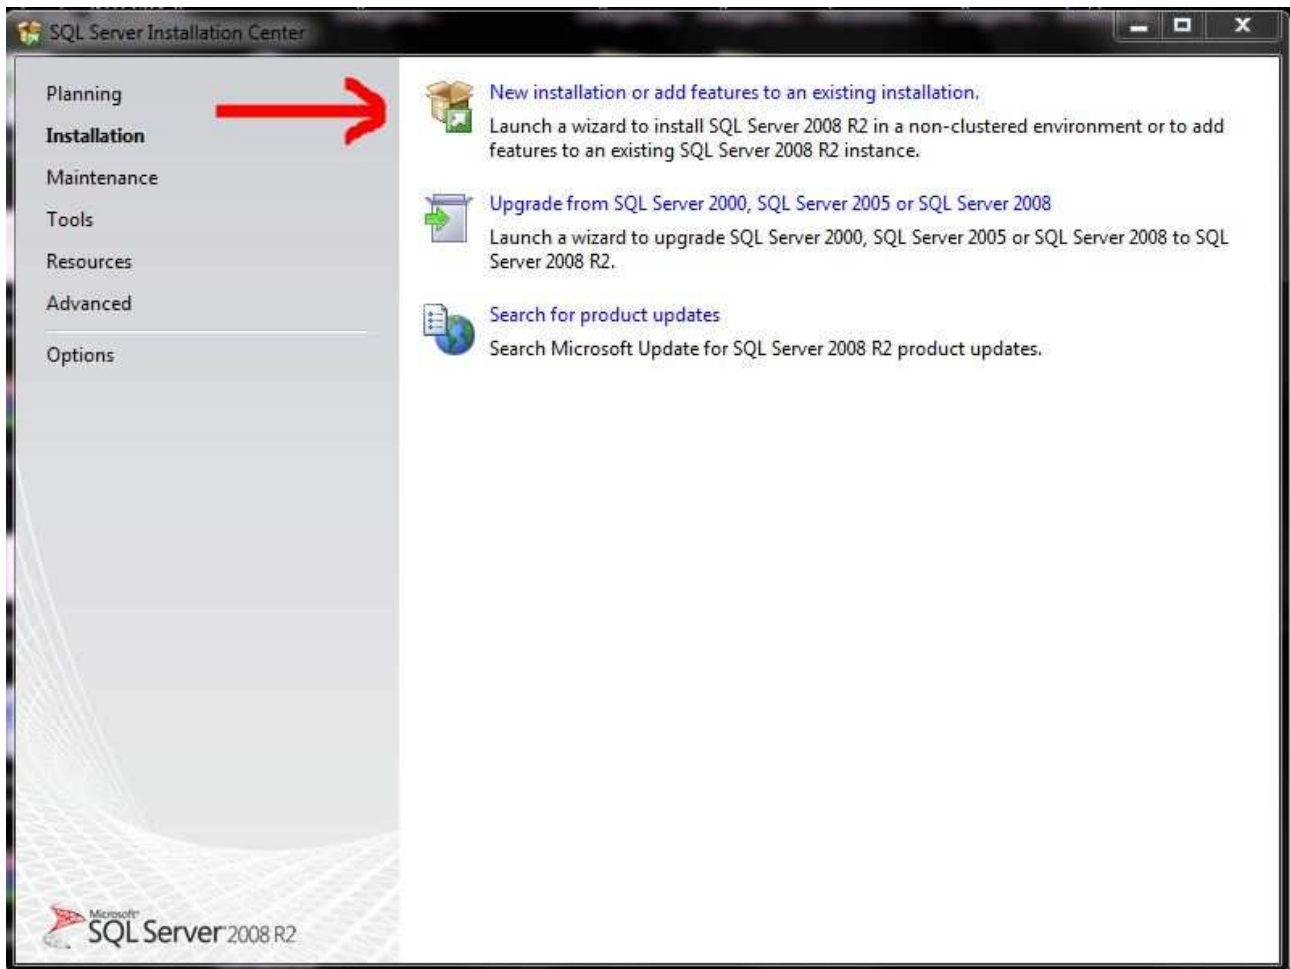 SQL Server Installation Center
Planning
Installation
Maintenance
Tools
Resources
Advanced
Options
New installation or add features to an existing installation.
Launch a wizard to install SQL Server 2008 R2 in a non-clustered environment or to add
features to an existing SQL Server 2008 R2 instance.
Upgrade from SQL Server 2000, SQL Server 2005 or SQL Server 2008
Launch a wizard to upgrade SQL Server 2000, SQL Server 2005 or SQL Server 2008 to SQL
Server 2008 R2.
Search for product updates
Search Microsoft Update for SQL Server 2008 R2 product updates.
Microsoft
SQL Server 2008 R2